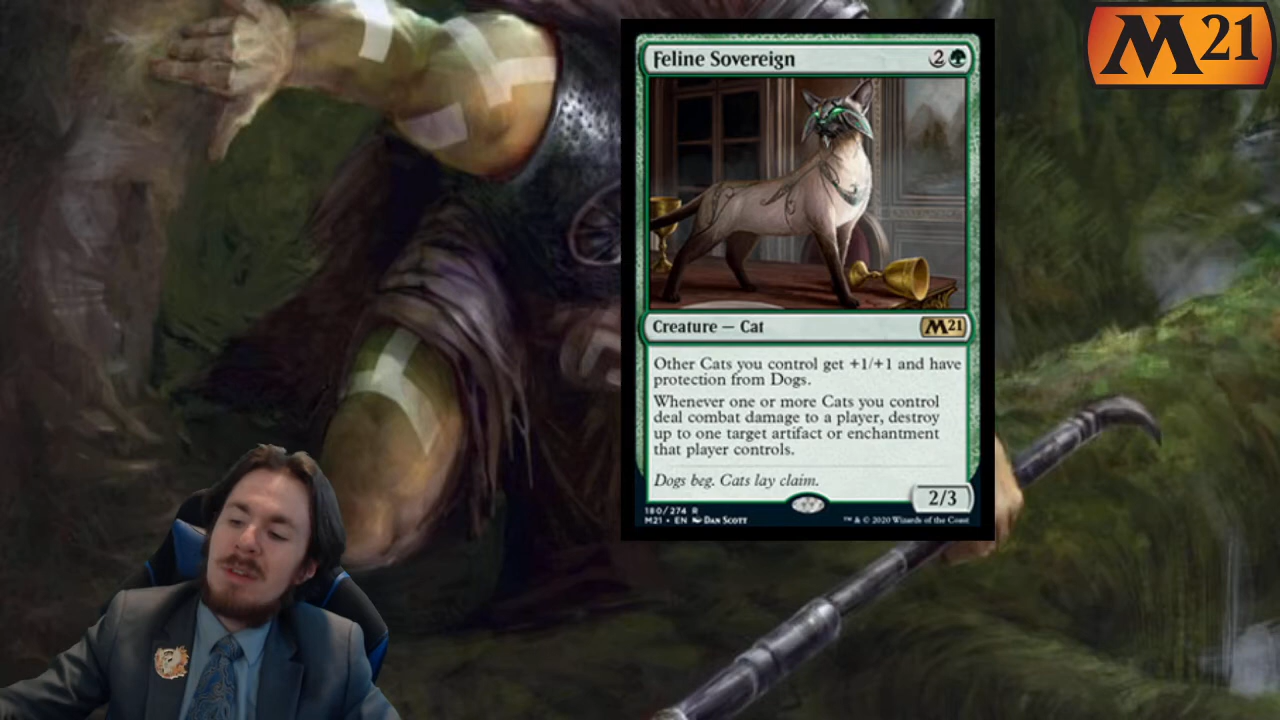 M21
Feline Sovereign
2
Creature — Cat
M21
Other Cats you control get +1/+1 and have
protection from Dogs.
Whenever one or more Cats you control
deal combat damage to a player, destroy
up to one target artifact or enchantment
that player controls.
Dogs beg. Cats lay claim.
2/3
180/274 R
M21 • EN DAN SCOTT
™ & © 2020 Wizards of the Coast